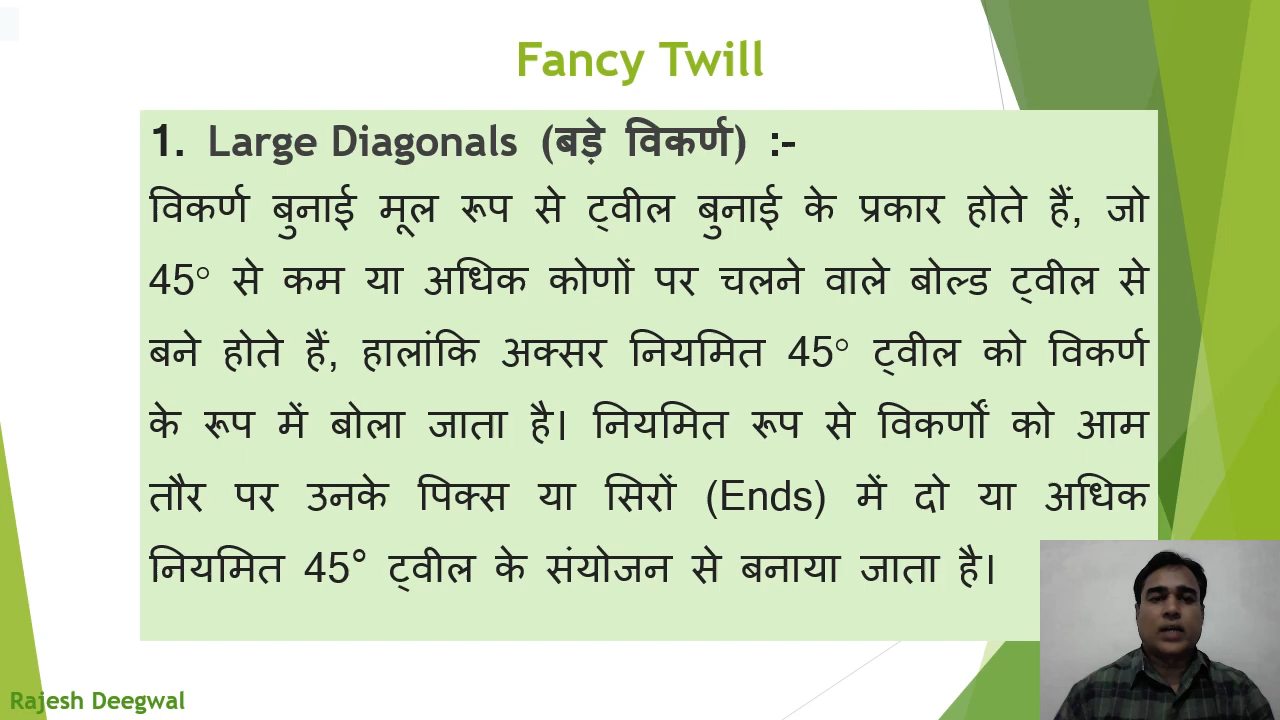 Fancy Twill
1. Large Diagonals (बड़े विकर्ण) :-
विकर्ण बुनाई मूल रूप से ट्वील बुनाई के प्रकार होते हैं, जो
45° से कम या अधिक कोणों पर चलने वाले बोल्ड ट्वील से
बने होते हैं, हालांकि अक्सर नियमित 45° ट्वील को विकर्ण
के रूप में बोला जाता है। नियमित रूप से विकर्णों को आम
तौर पर उनके पिक्स या सिरों (Ends) में दो या अधिक
नियमित 45° ट्वील के संयोजन से बनाया जाता है।
Rajesh Deegwal